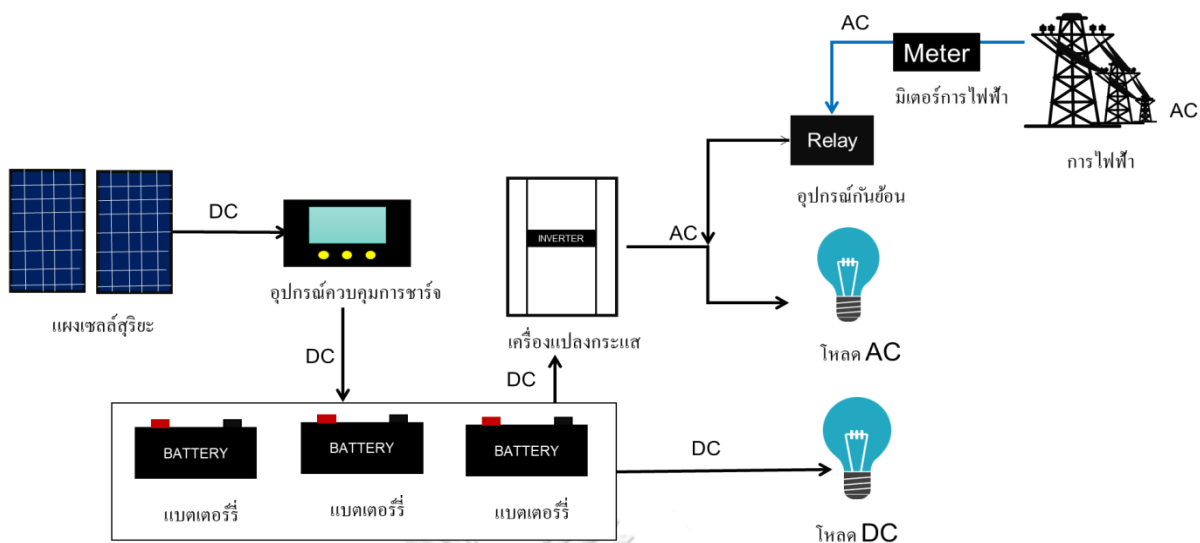 AC
Meter
มิเตอร์การไฟฟ้า
AC
การไฟฟ้า
Relay
อุปกรณ์กันย้อน
DC
แผงเซลล์สุริยะ
อุปกรณ์ควบคุมการชาร์จ
INVERTER
AC
เครื่องแปลงกระแส
โหลด AC
DC
DC
BATTERY
BATTERY
BATTERY
แบตเตอร์รี่
แบตเตอร์รี่
แบตเตอร์รี่
DC
โหลด DC